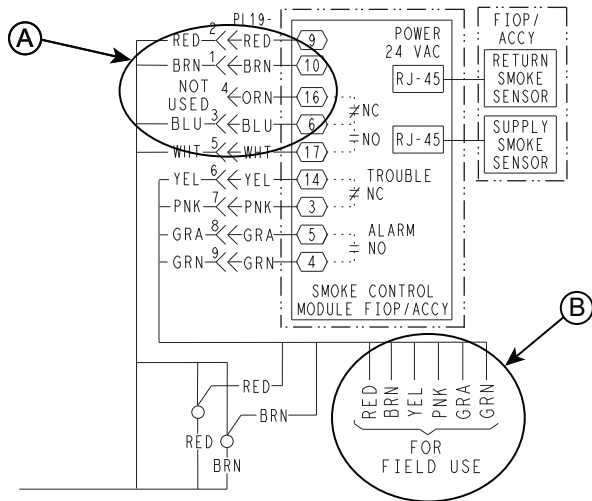 A
PL19-
RED 2 RED 9
BRN 1 BRN 10
NOT USED 4 ORN 16
BLU 3 BLU 6
WHT 5 WHT 17
YEL 6 YEL 14
PNK 7 PNK 3
GRA 8 GRA 5
GRN 9 GRN 4
NC
NO
TROUBLE
NC
ALARM
NO
POWER
24 VAC
RJ-45
RJ-45
SMOKE CONTROL
MODULE FIOP/ACCY
FIOP/
ACCY
RETURN
SMOKE
SENSOR
SUPPLY
SMOKE
SENSOR
B
RED
BRN
RED
BRN
RED
BRN
YEL
PNK
GRA
GRN
FOR
FIELD USE